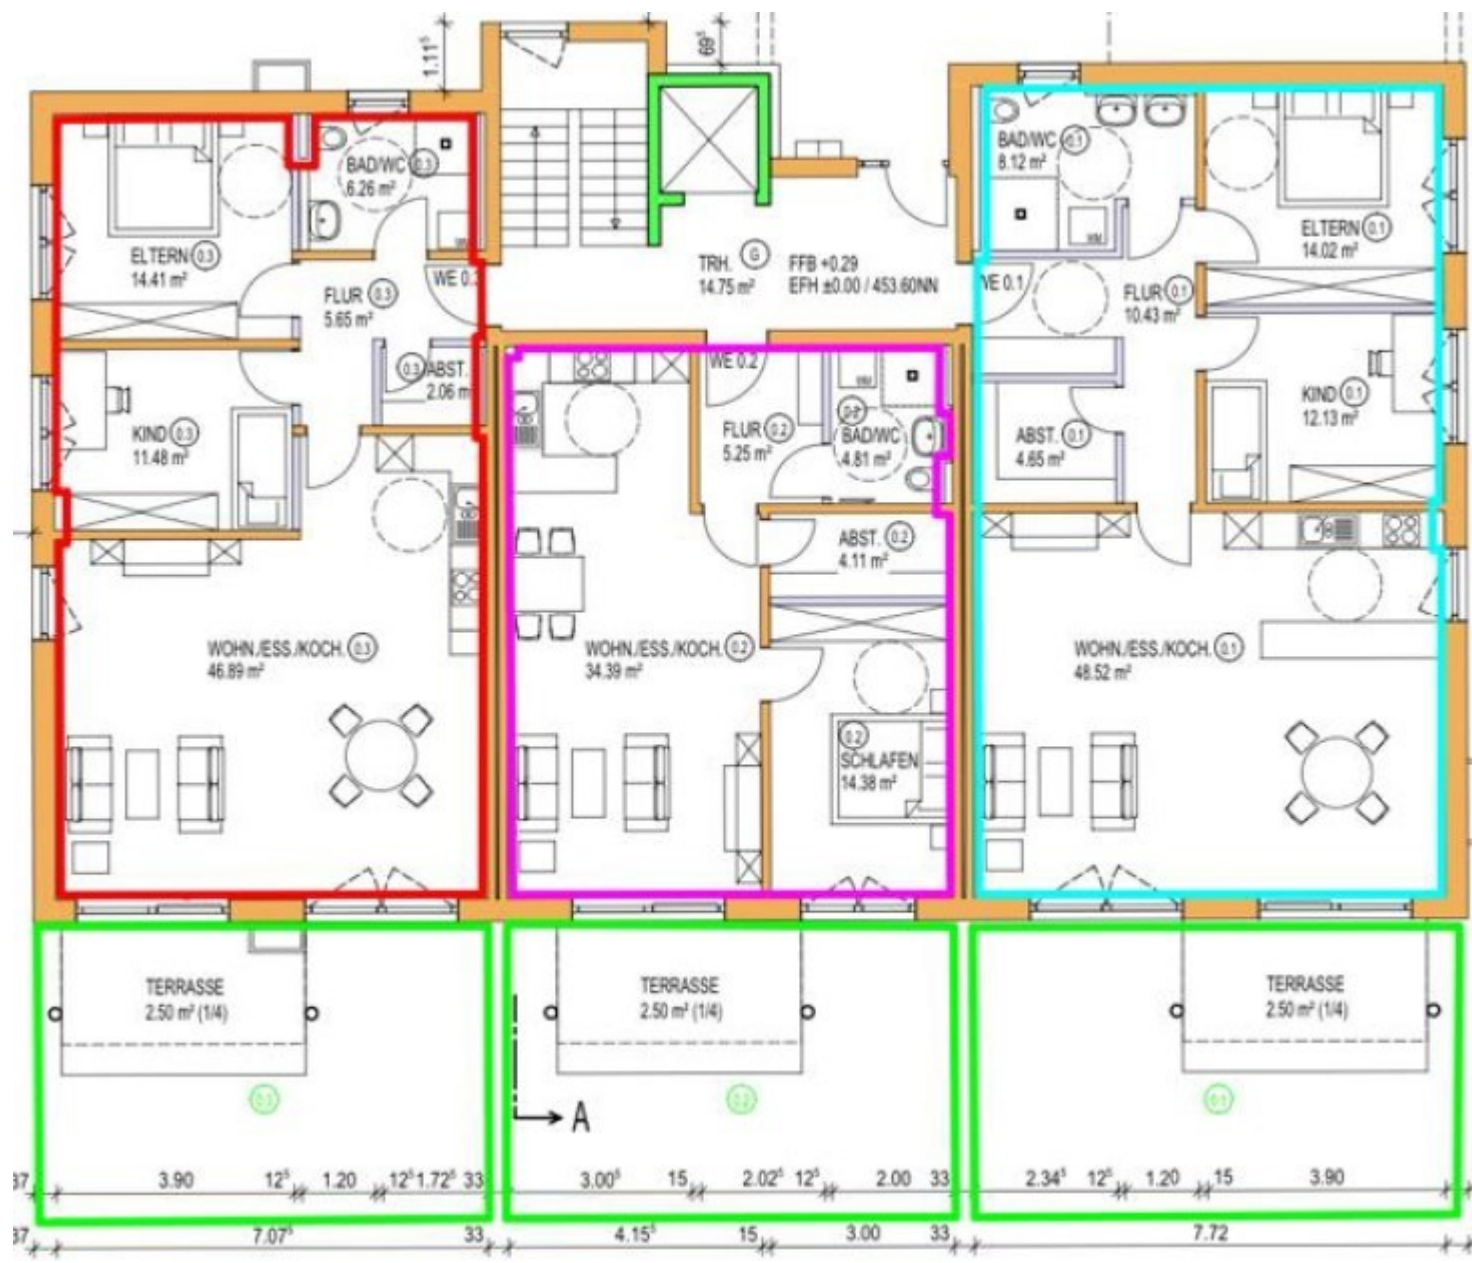 1.11⁵
69⁵
BAD/WC 0.3
6.26 m²
ELTERN 0.3
14.41 m²
WM
WE 0.
FLUR 0.3
5.65 m²
0.3 ABST.
2.06 m
KIND 0.3
11.48 m²
WOHN./ESS./KOCH. 0.3
46.89 m²
TRH. G
14.75 m²
FFB +0.29
EFH ±0.00 / 453.60NN
WE 0.2
WM
FLUR 0.2
5.25 m²
0.2
BAD/WC
4.81 m²
ABST. 0.2
4.11 m²
WOHN./ESS./KOCH. 0.2
34.39 m²
0.2
SCHLAFEN
14.38 m²
BAD/WC 0.1
8.12 m²
WM
ELTERN 0.1
14.02 m²
WE 0.1
FLUR 0.1
10.43 m²
KIND 0.1
12.13 m²
ABST. 0.1
4.65 m²
WOHN./ESS./KOCH. 0.1
48.52 m²
TERRASSE
2.50 m² (1/4)
TERRASSE
2.50 m² (1/4)
TERRASSE
2.50 m² (1/4)
0.3
0.2
0.1
A
37 3.90 12⁵ 1.20 12⁵ 1.72⁵ 33 3.00⁵ 15 2.02⁵ 12⁵ 2.00 33 2.34⁵ 12⁵ 1.20 15 3.90
37 7.07⁵ 33 4.15⁵ 15 3.00 33 7.72